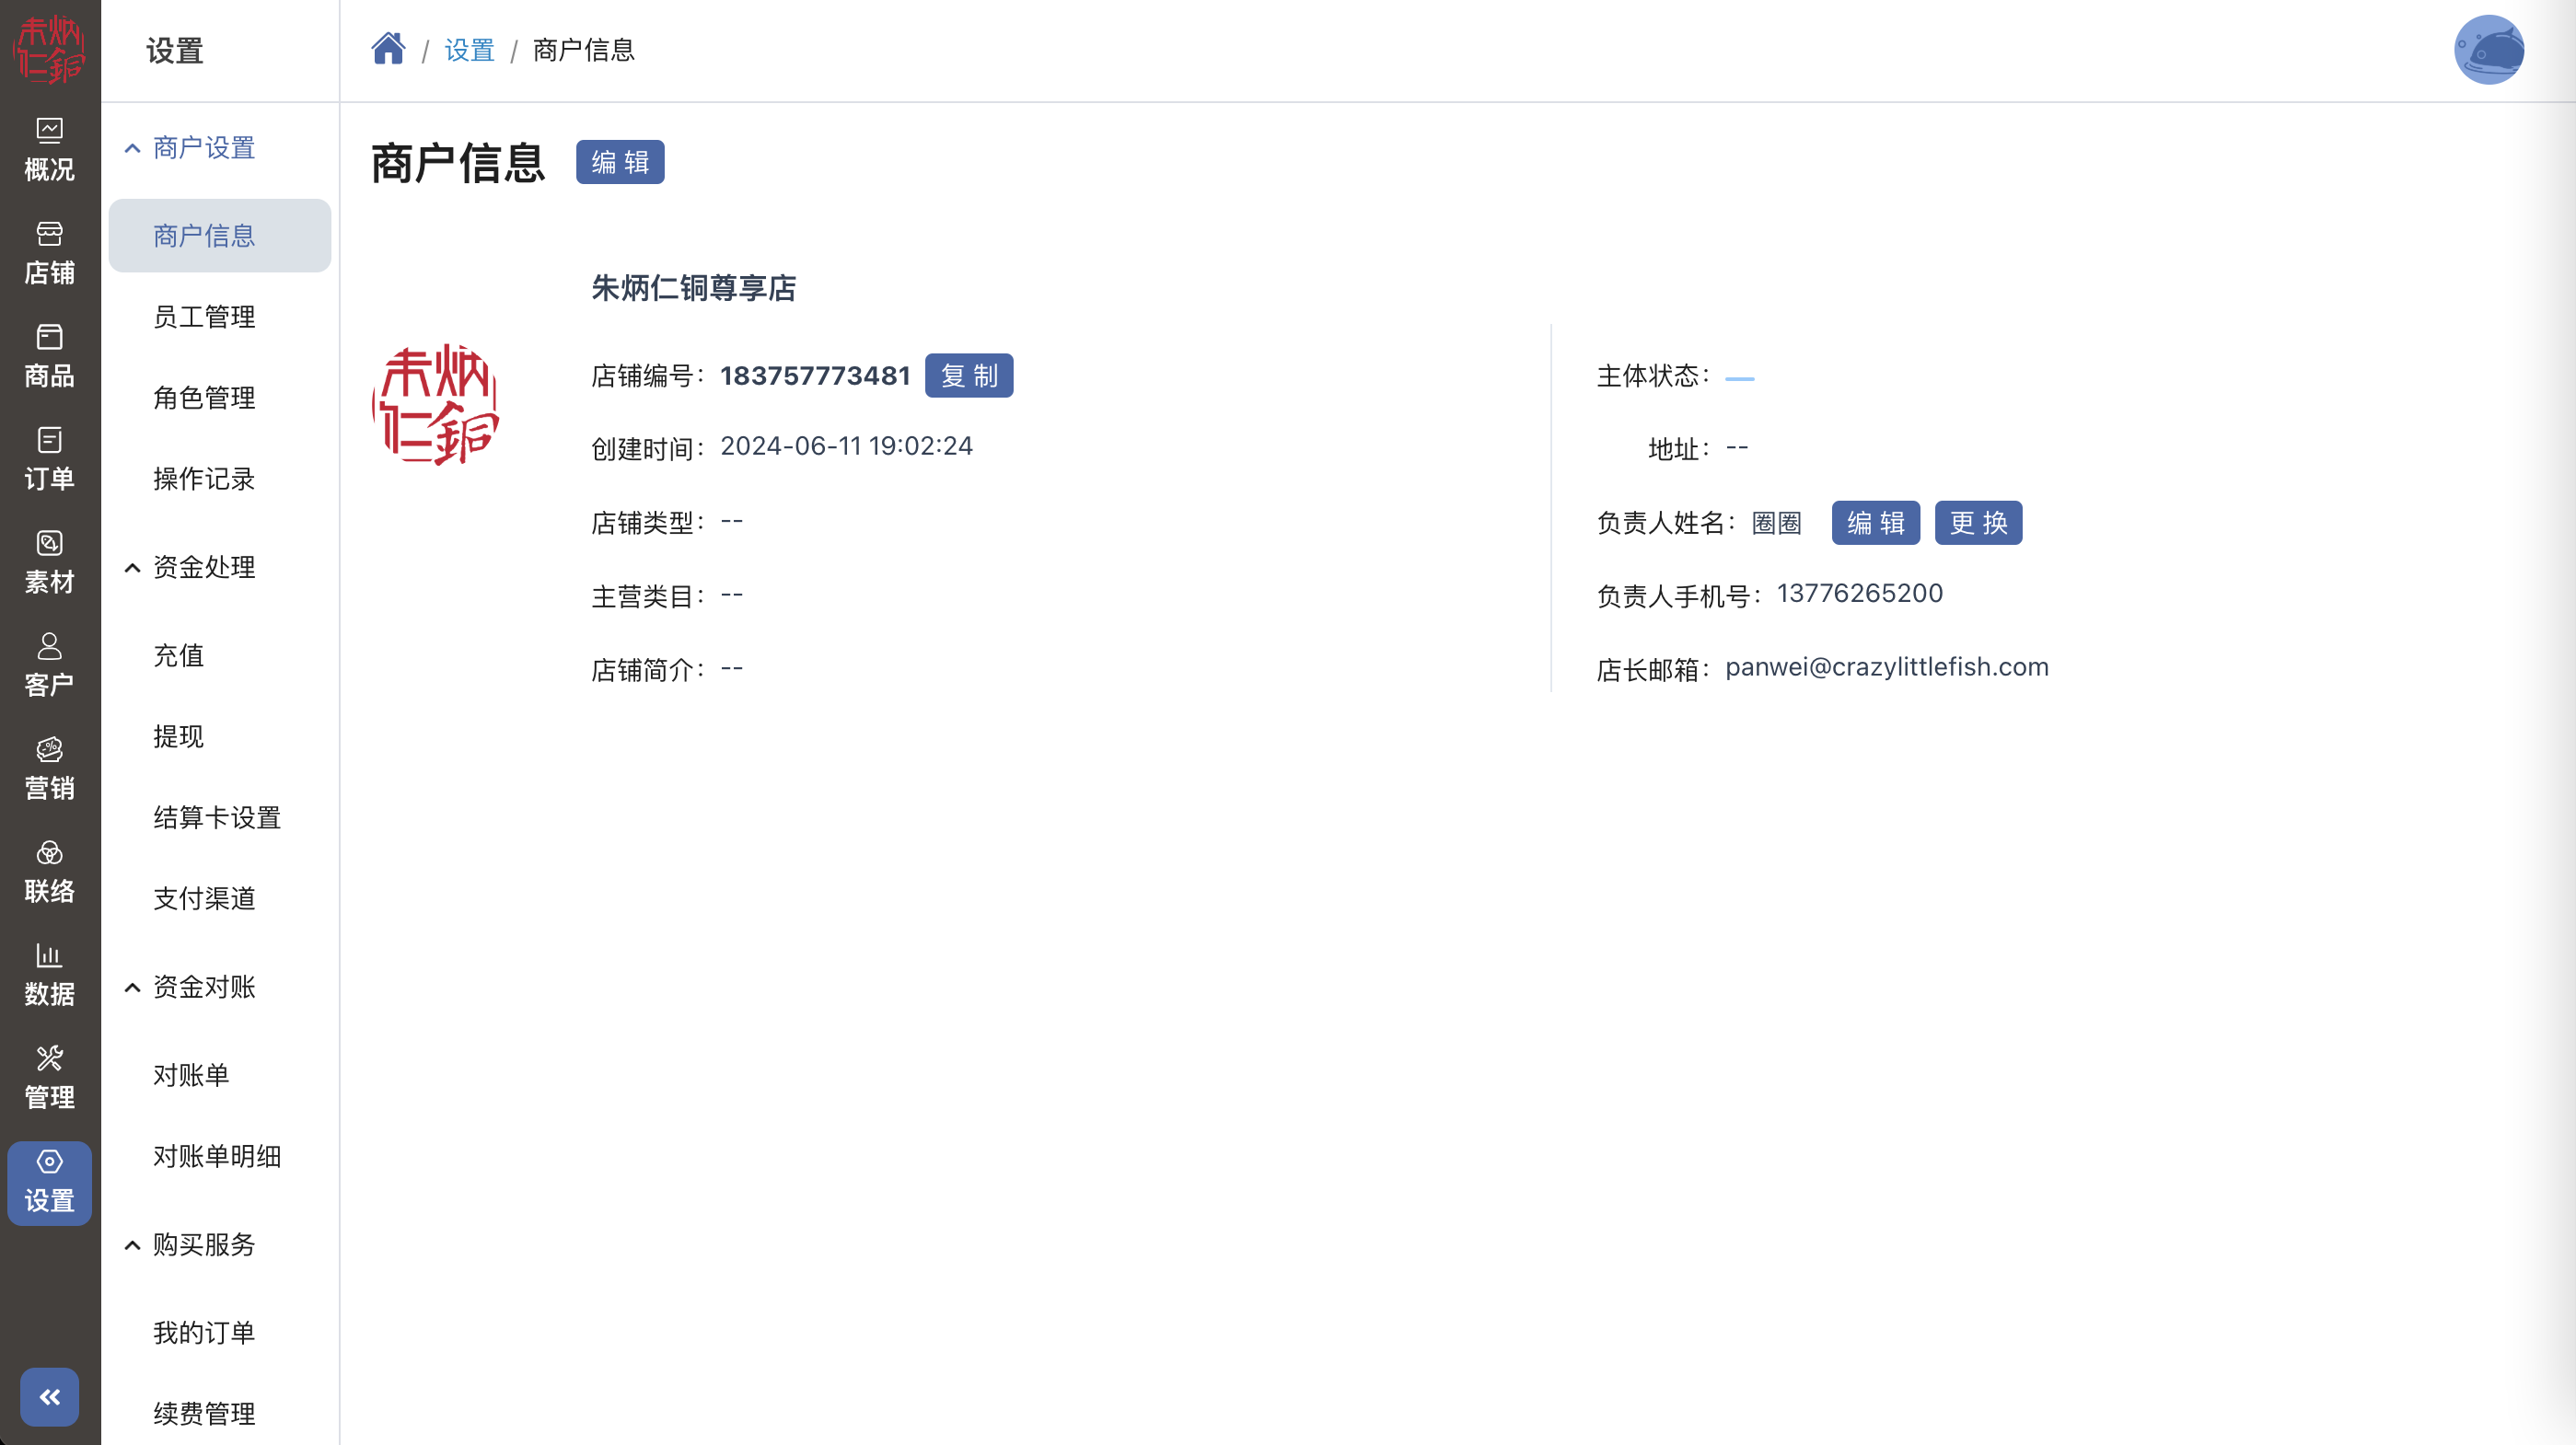 朱炳
仁銅
概况
店铺
商品
订单
素材
客户
营销
联络
数据
管理
设置
设置
商户设置
商户信息
员工管理
角色管理
操作记录
资金处理
充值
提现
结算卡设置
支付渠道
资金对账
对账单
对账单明细
购买服务
我的订单
续费管理
/ 设置 / 商户信息
商户信息 编 辑
朱炳
仁銅
朱炳仁铜尊享店
店铺编号: 183757773481 复 制
创建时间: 2024-06-11 19:02:24
店铺类型: --
主营类目: --
店铺简介: --
主体状态:
地址: --
负责人姓名: 圈圈 编 辑 更 换
负责人手机号: 13776265200
店长邮箱: panwei@crazylittlefish.com